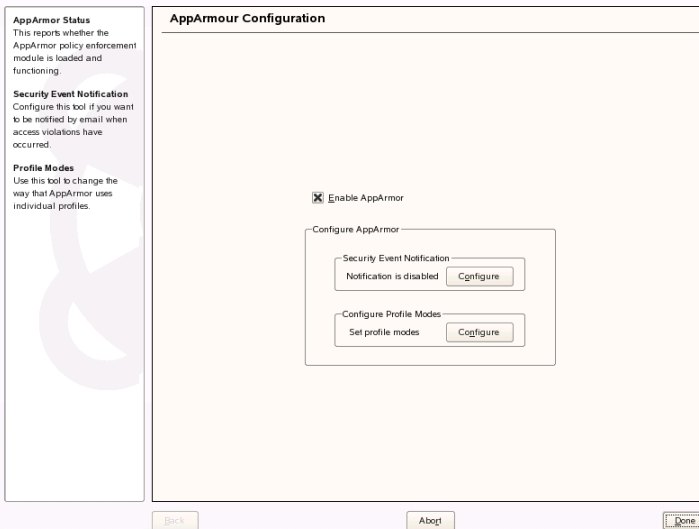 AppArmor Status
This reports whether the
AppArmor policy enforcement
module is loaded and
functioning.
Security Event Notification
Configure this tool if you want
to be notified by email when
access violations have
occurred.
Profile Modes
Use this tool to change the
way that AppArmor uses
individual profiles.
AppArmour Configuration
Enable AppArmor
Configure AppArmor
Security Event Notification
Notification is disabled Configure
Configure Profile Modes
Set profile modes Configure
Back Abort Done